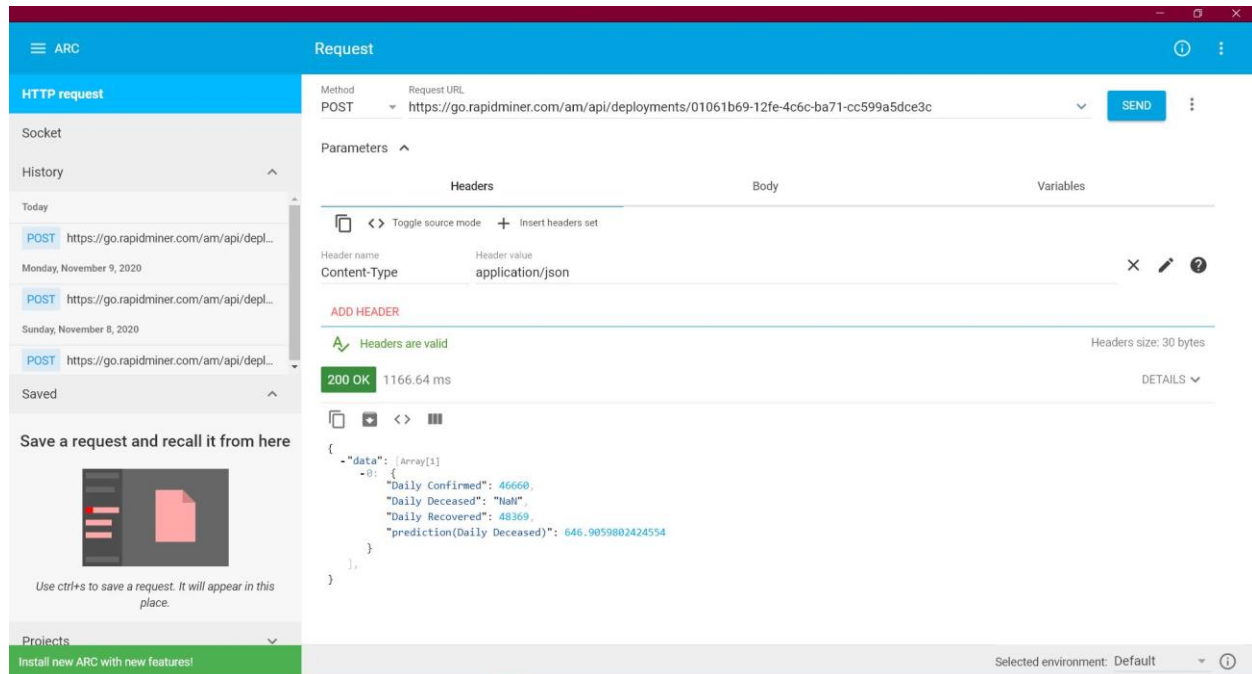 ARC
Request
HTTP request
Socket
History
Today
POST https://go.rapidminer.com/am/api/depl...
Monday, November 9, 2020
POST https://go.rapidminer.com/am/api/depl...
Sunday, November 8, 2020
POST https://go.rapidminer.com/am/api/depl...
Saved
Save a request and recall it from here
Use ctrl+s to save a request. It will appear in this
place.
Projects
Install new ARC with new features!
Method Request URL
POST https://go.rapidminer.com/am/api/deployments/01061b69-12fe-4c6c-ba71-cc599a5dce3c SEND
Parameters
Headers Body Variables
Toggle source mode Insert headers set
Header name Header value
Content-Type application/json
ADD HEADER
Headers are valid Headers size: 30 bytes
200 OK 1166.64 ms DETAILS
{
-"data": [Array[1]
-0: {
"Daily Confirmed": 46660,
"Daily Deceased": "NaN",
"Daily Recovered": 48369,
"prediction(Daily Deceased)": 646.9059802424554
}
],
}
Selected environment: Default